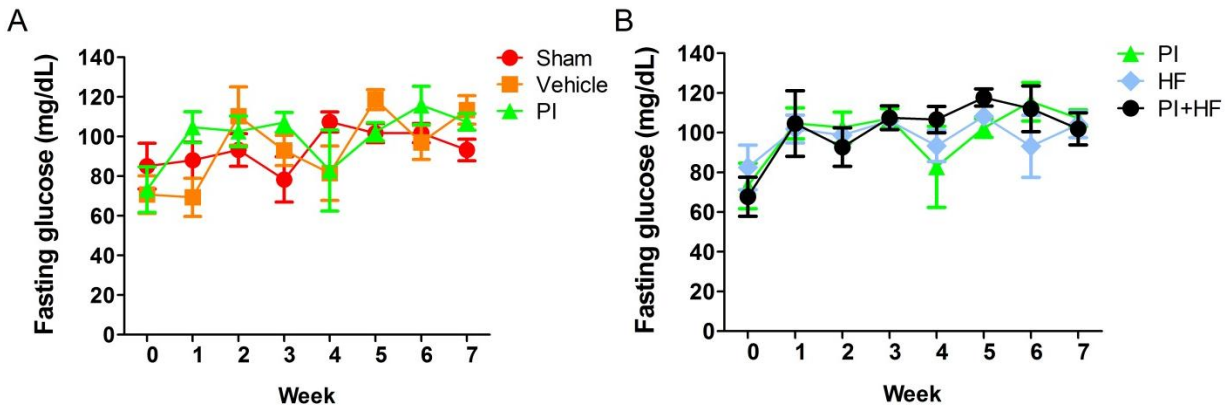 A
Fasting glucose (mg/dL)
140
120
100
80
60
40
20
0
0 1 2 3 4 5 6 7
Week
Sham
Vehicle
PI
B
Fasting glucose (mg/dL)
140
120
100
80
60
40
20
0
0 1 2 3 4 5 6 7
Week
PI
HF
PI+HF